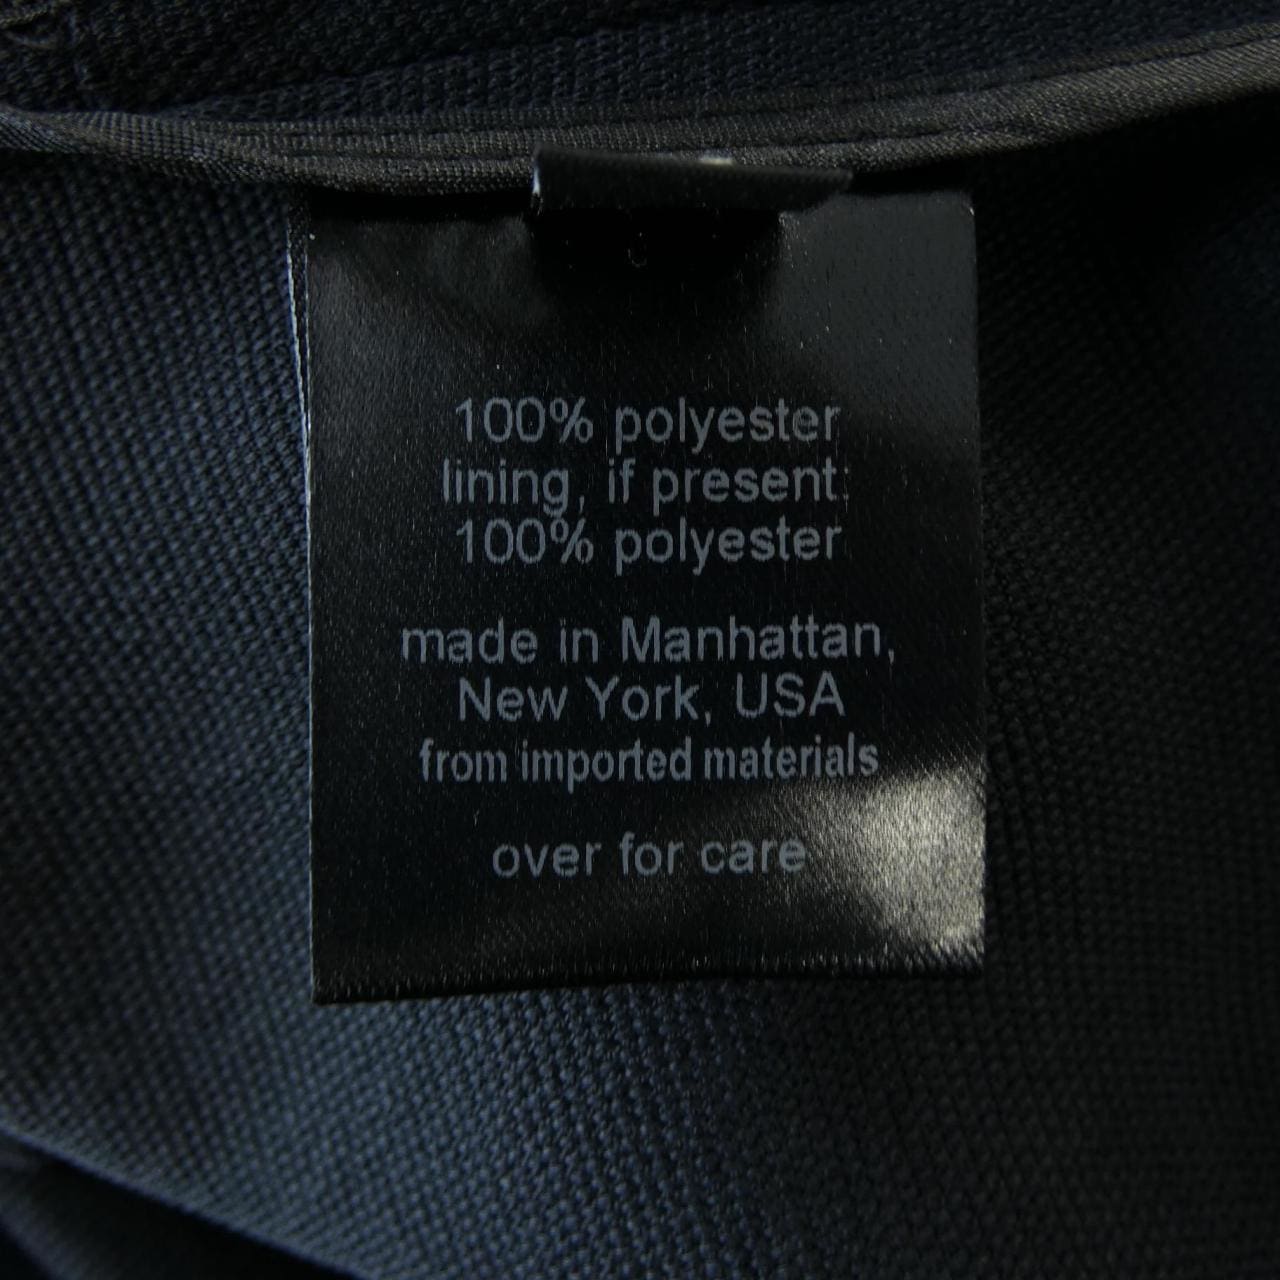 100% polyester
lining, if present:
100% polyester
made in Manhattan,
New York, USA
from imported materials
over for care